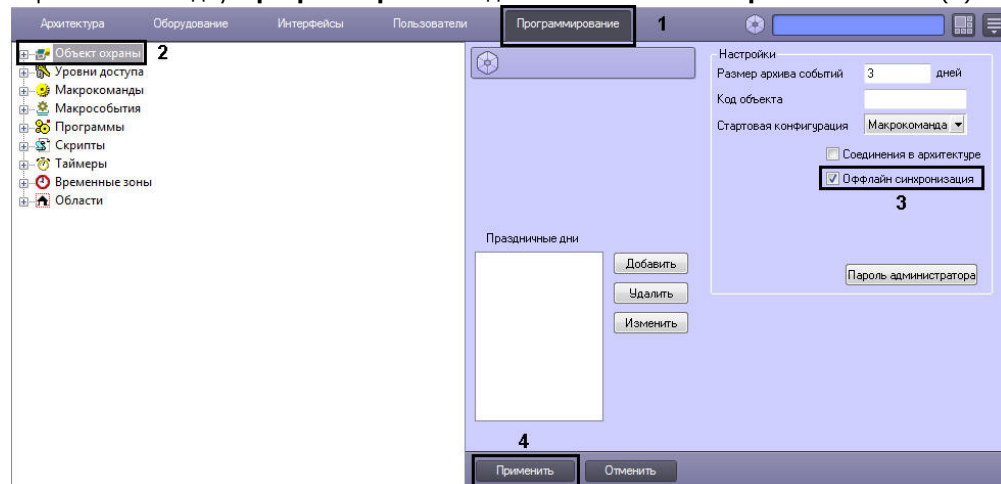 Архитектура Оборудование Интерфейсы Пользователи Программирование 1
Объект охраны 2
Уровни доступа
Макрокоманды
Макрособытия
Программы
Скрипты
Таймеры
Временные зоны
Области
Настройки
Размер архива событий 3 дней
Код объекта
Стартовая конфигурация Макрокоманда
Соединения в архитектуре
Оффлайн синхронизация
3
Пароль администратора
Праздничные дни
Добавить
Удалить
Изменить
4
Применить Отменить